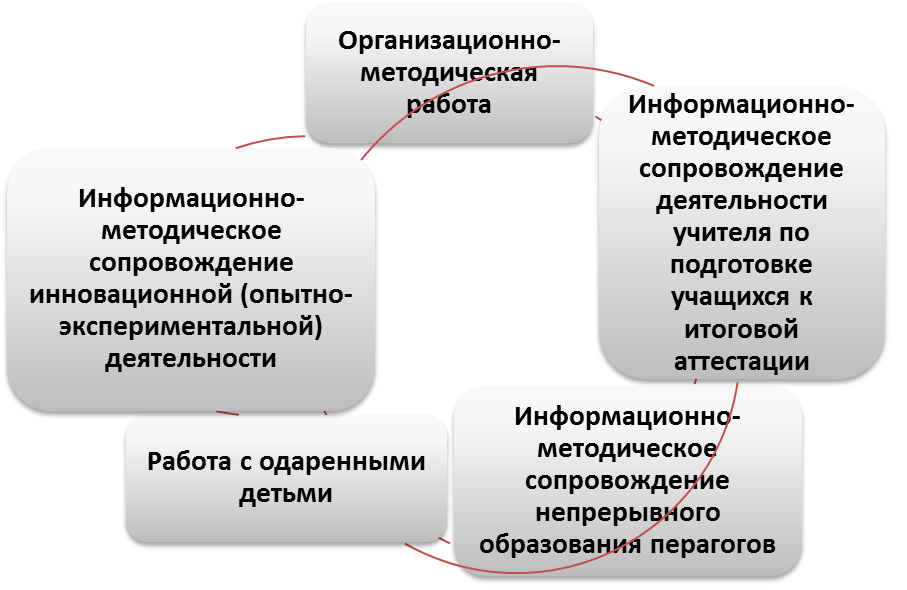 Организационно-
методическая
работа
Информационно-
методическое
сопровождение
деятельности
учителя по
подготовке
учащихся к
итоговой
аттестации
Информационно-
методическое
сопровождение
непрерывного
образования перагогов
Работа с одаренными
детьми
Информационно-
методическое
сопровождение
инновационной (опытно-
экспериментальной)
деятельности